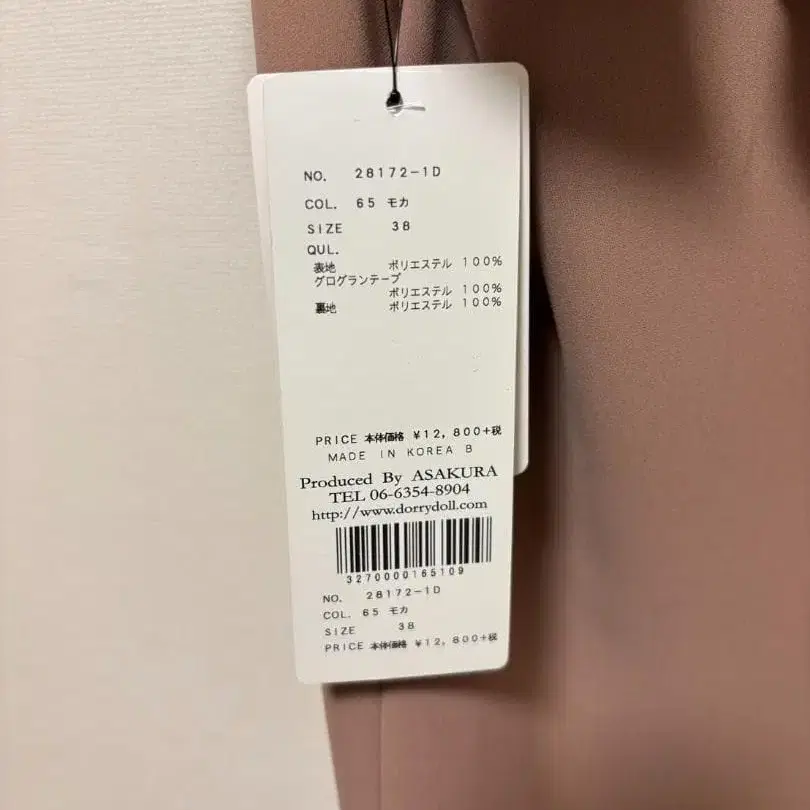 NO. 28172-1D
COL. 65 モカ
SIZE 38
QUL.
表地 ポリエステル 100%
グログランテープ
ポリエステル 100%
裏地 ポリエステル 100%
PRICE 本体価格 ¥12,800+税
MADE IN KOREA B
Produced By ASAKURA
TEL 06-6354-8904
http://www.dorrydoll.com
3270000165109
NO. 28172-1D
COL. 65 モカ
SIZE 38
PRICE 本体価格 ¥12,800+税